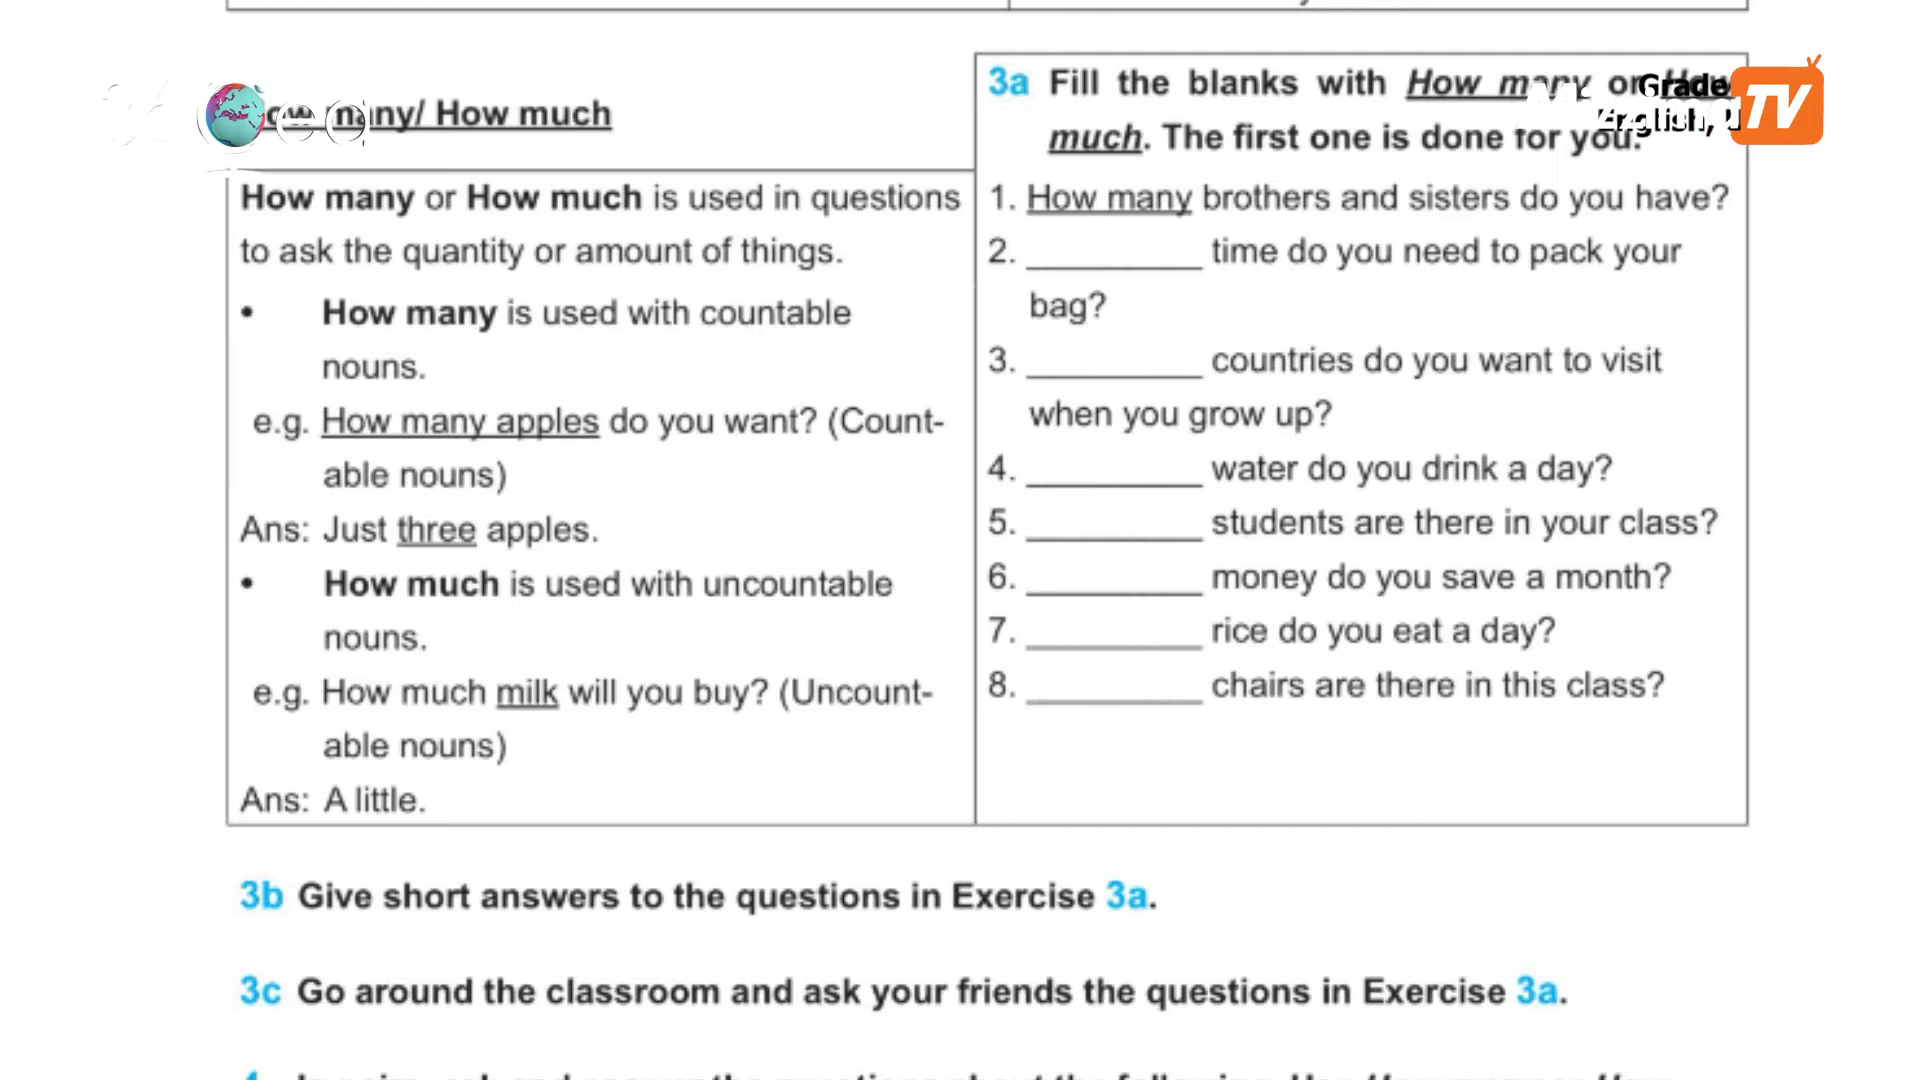 many/ How much
How many or How much is used in questions
to ask the quantity or amount of things.
• How many is used with countable
nouns.
e.g. How many apples do you want? (Count-
able nouns)
Ans: Just three apples.
• How much is used with uncountable
nouns.
e.g. How much milk will you buy? (Uncount-
able nouns)
Ans: A little.
3a Fill the blanks with How many or How
much. The first one is done for you.
1. How many brothers and sisters do you have?
2. __________ time do you need to pack your
bag?
3. __________ countries do you want to visit
when you grow up?
4. __________ water do you drink a day?
5. __________ students are there in your class?
6. __________ money do you save a month?
7. __________ rice do you eat a day?
8. __________ chairs are there in this class?
Grade
English,
TV
3b Give short answers to the questions in Exercise 3a.
3c Go around the classroom and ask your friends the questions in Exercise 3a.